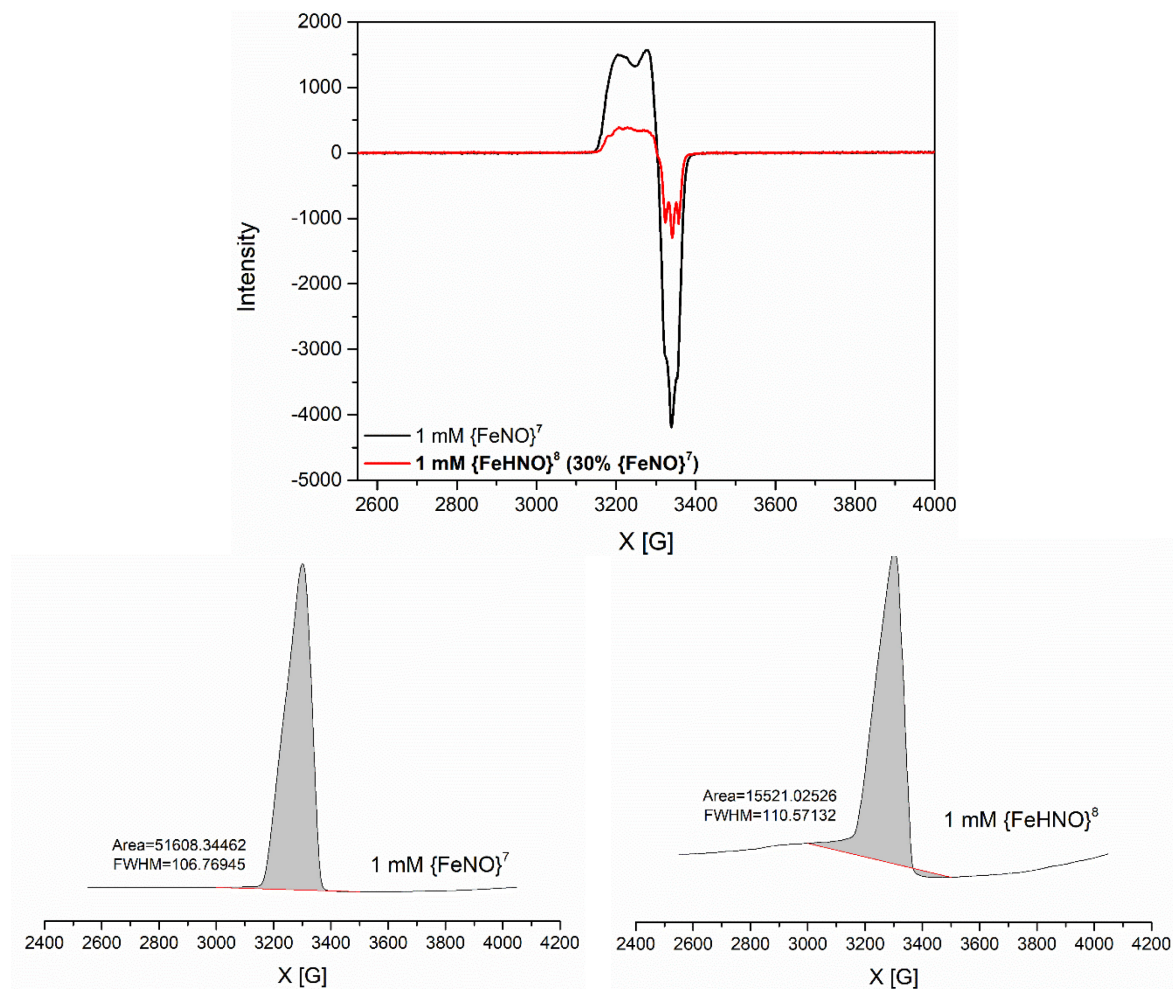 2000
1000
0
-1000
-2000
-3000
-4000
-5000
Intensity
1 mM {FeNO}⁷
1 mM {FeHNO}⁸ (30% {FeNO}⁷)
2600 2800 3000 3200 3400 3600 3800 4000
X [G]
Area=51608.34462
FWHM=106.76945
1 mM {FeNO}⁷
2400 2600 2800 3000 3200 3400 3600 3800 4000 4200
X [G]
Area=15521.02526
FWHM=110.57132
1 mM {FeHNO}⁸
2400 2600 2800 3000 3200 3400 3600 3800 4000 4200
X [G]